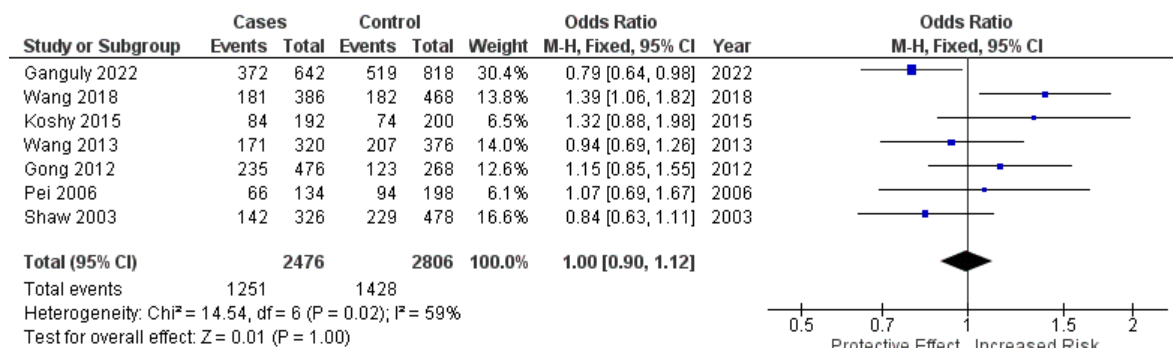 Cases Control Odds Ratio Odds Ratio
Study or Subgroup Events Total Events Total Weight M-H, Fixed, 95% CI Year M-H, Fixed, 95% CI
Ganguly 2022 372 642 519 818 30.4% 0.79 [0.64, 0.98] 2022
Wang 2018 181 386 182 468 13.8% 1.39 [1.06, 1.82] 2018
Koshy 2015 84 192 74 200 6.5% 1.32 [0.88, 1.98] 2015
Wang 2013 171 320 207 376 14.0% 0.94 [0.69, 1.26] 2013
Gong 2012 235 476 123 268 12.6% 1.15 [0.85, 1.55] 2012
Pei 2006 66 134 94 198 6.1% 1.07 [0.69, 1.67] 2006
Shaw 2003 142 326 229 478 16.6% 0.84 [0.63, 1.11] 2003
Total (95% CI) 2476 2806 100.0% 1.00 [0.90, 1.12]
Total events 1251 1428
Heterogeneity: Chi² = 14.54, df = 6 (P = 0.02); I² = 59%
Test for overall effect: Z = 0.01 (P = 1.00)
0.5 0.7 1 1.5 2
Protective Effect Increased Risk